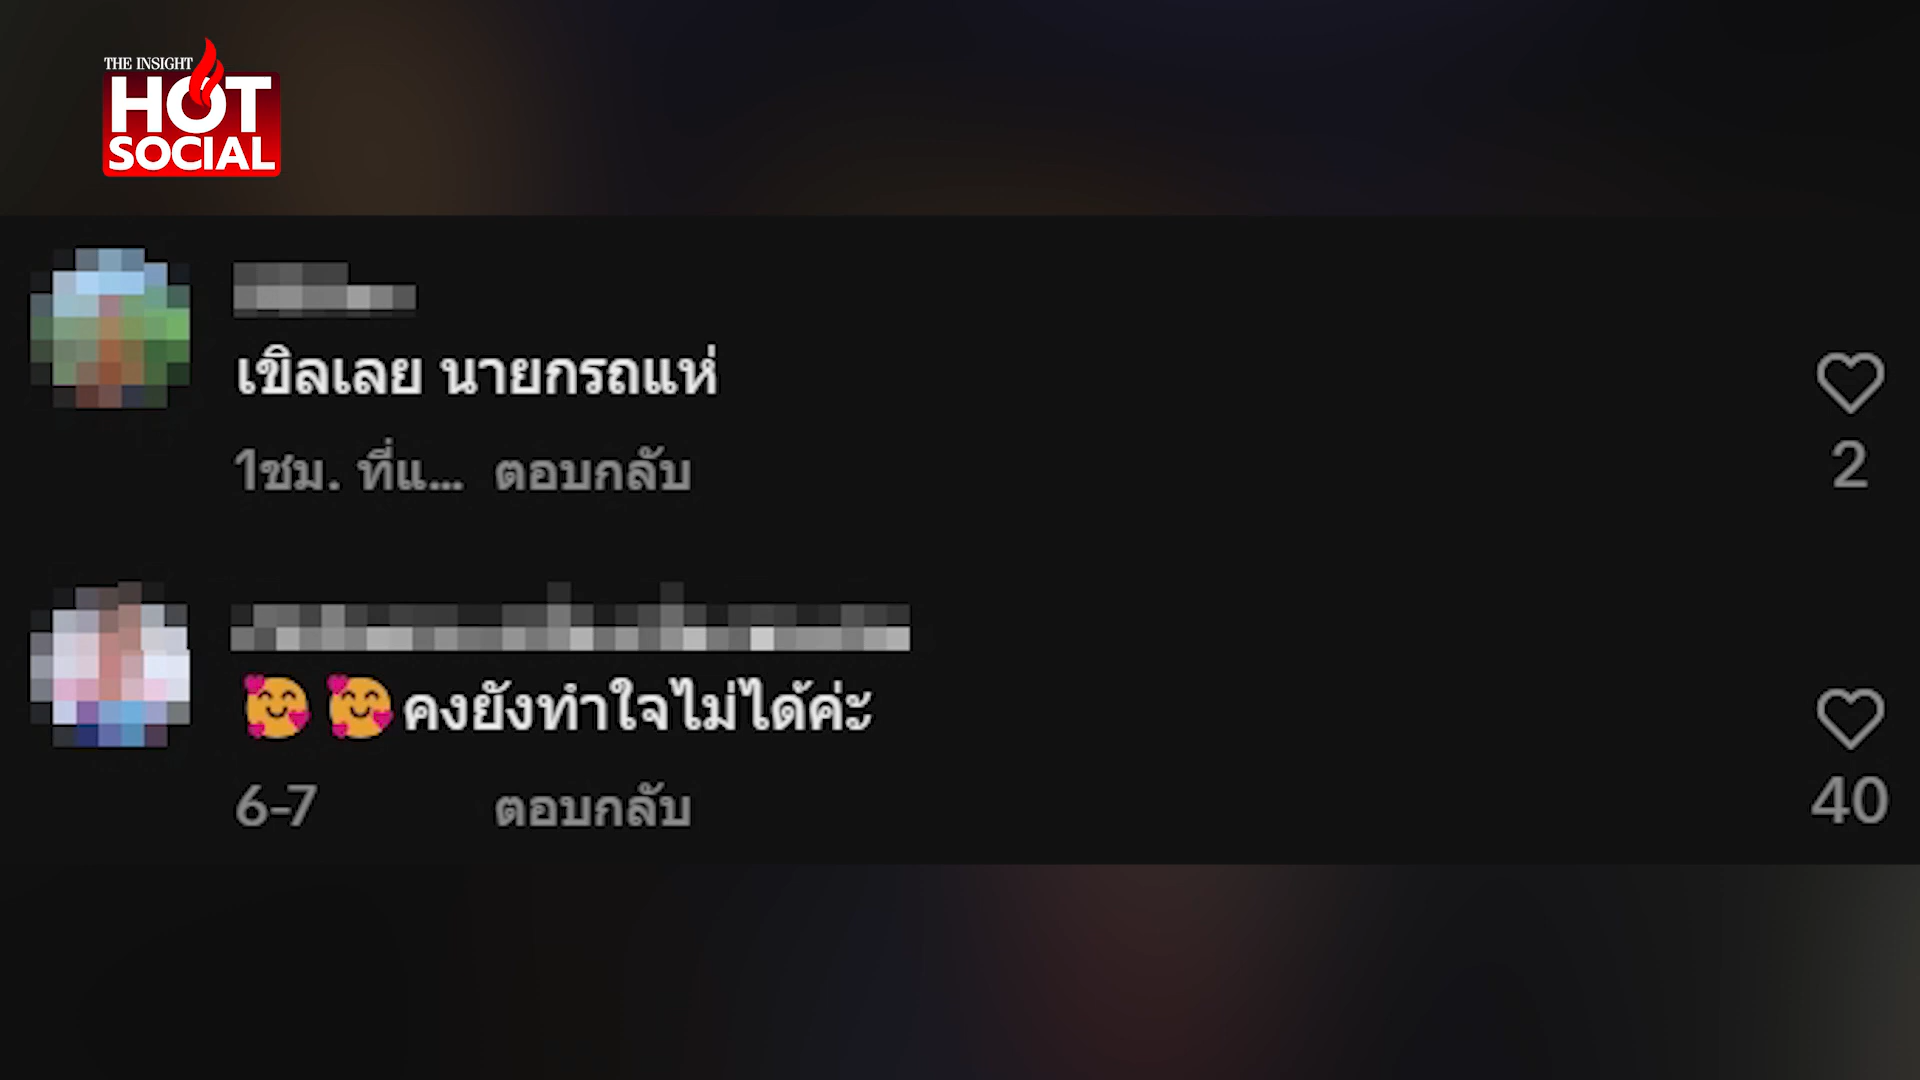 THE INSIGHT
HOT
SOCIAL
เขิลเลย นายกรถแห่
1ชม. ที่แ... ตอบกลับ
2
🥰 🥰 คงยังทำใจไม่ได้ค่ะ
6-7 ตอบกลับ
40